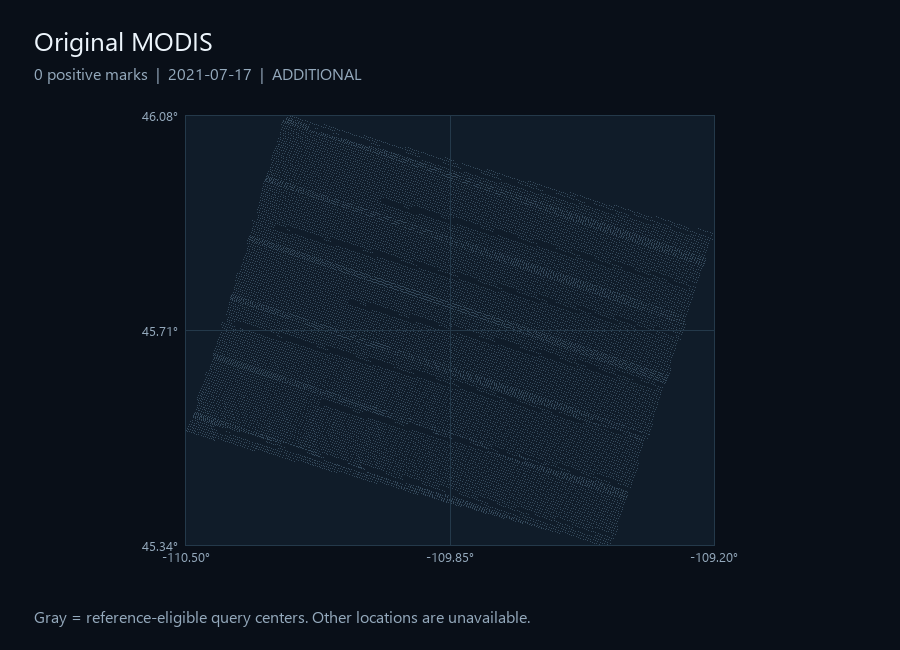 Original MODIS
0 positive marks | 2021-07-17 | ADDITIONAL
46.08°
45.71°
45.34°
-110.50°
-109.85°
-109.20°
Gray = reference-eligible query centers. Other locations are unavailable.